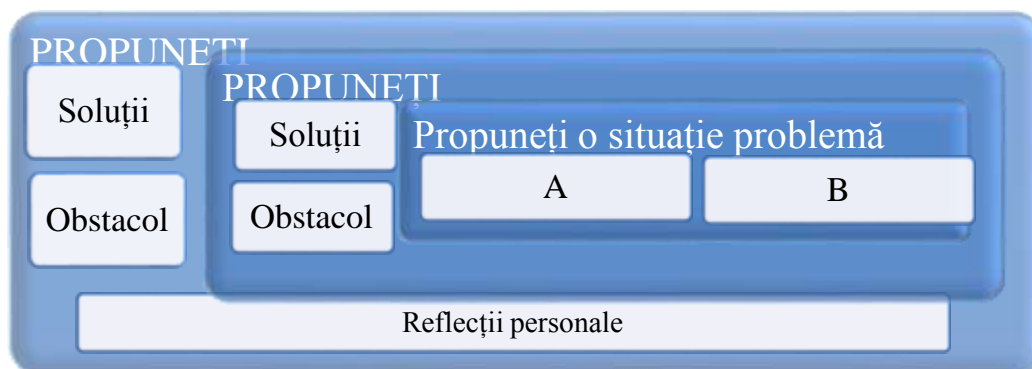 PROPUNEȚI
Soluții
Obstacol
PROPUNEȚI
Soluții
Obstacol
Propuneți o situație problemă
A
B
Reflecții personale